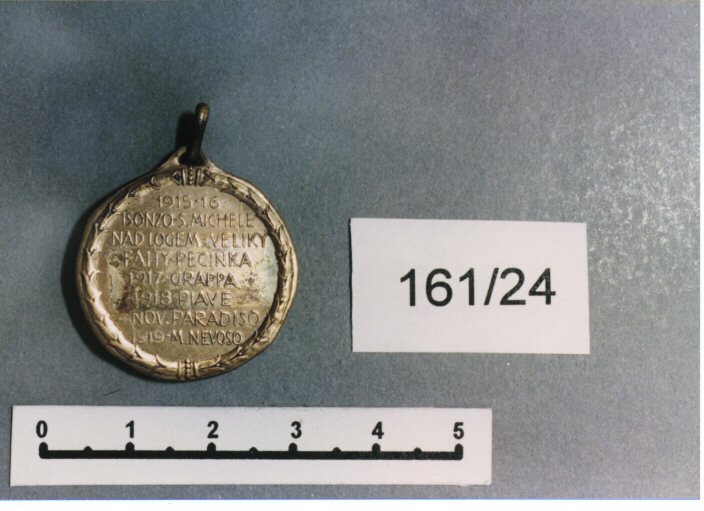 1915-16
ISONZO-S. MICHELE
NAD LOGEM-VELIKY
FAITY-PECINKA
1917-GRAPPA
1918 PIAVE
NOV. PARADISO
1919-M. NEVOSO
161/24
0 1 2 3 4 5